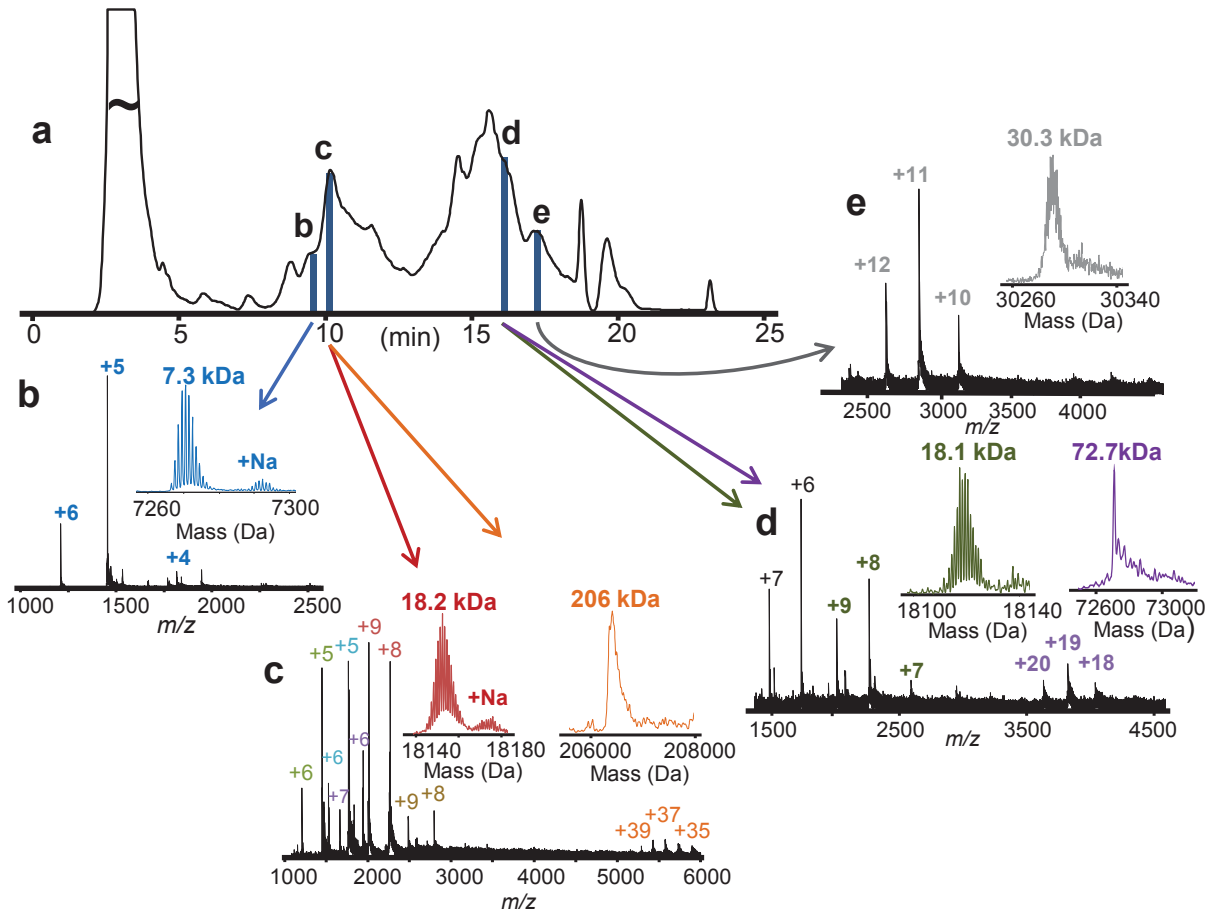 a
b
c
d
e
0
5
10
(min)
15
20
25
b
+6
+5
+4
7.3 kDa
+Na
7260
7300
Mass (Da)
1000
1500
2000
2500
m/z
c
+6
+5
+6
+5
+7
+6
+9
+8
+9
+8
+39
+37
+35
18.2 kDa
+Na
18140
18180
Mass (Da)
206 kDa
206000
208000
Mass (Da)
1000
2000
3000
4000
5000
6000
m/z
d
+7
+6
+9
+8
+7
+20
+19
+18
18.1 kDa
18100
18140
Mass (Da)
72.7kDa
72600
73000
Mass (Da)
1500
2500
3500
4500
m/z
e
+12
+11
+10
30.3 kDa
30260
30340
Mass (Da)
2500
3000
3500
4000
m/z